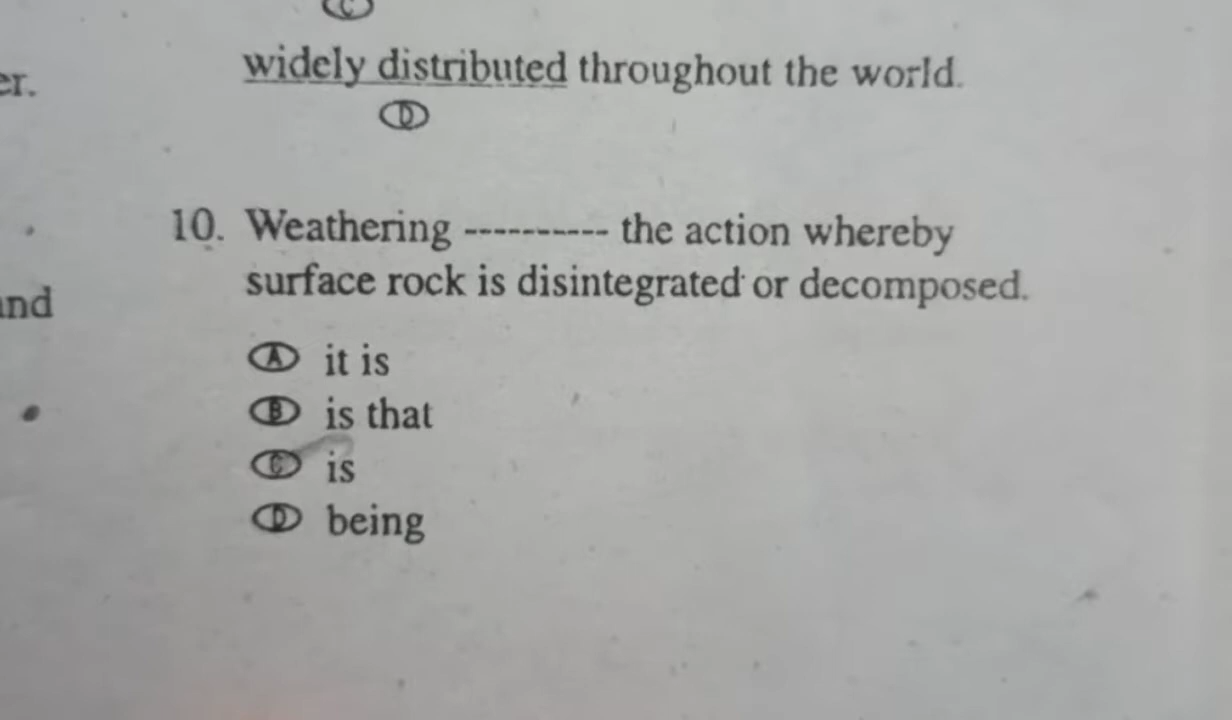 C
widely distributed throughout the world.
er.
D
10. Weathering ---------- the action whereby
surface rock is disintegrated or decomposed.
and
A it is
B is that
C is
D being